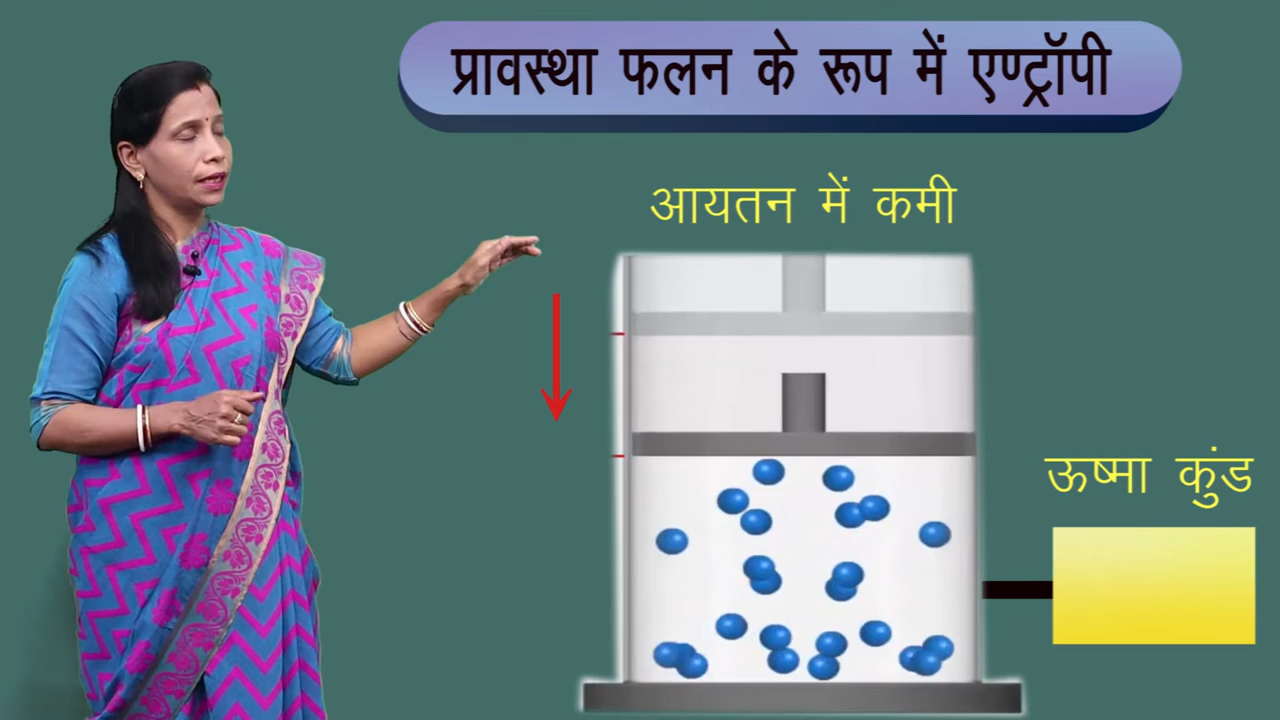 प्रावस्था फलन के रूप में एण्ट्रॉपी
आयतन में कमी
ऊष्मा कुंड